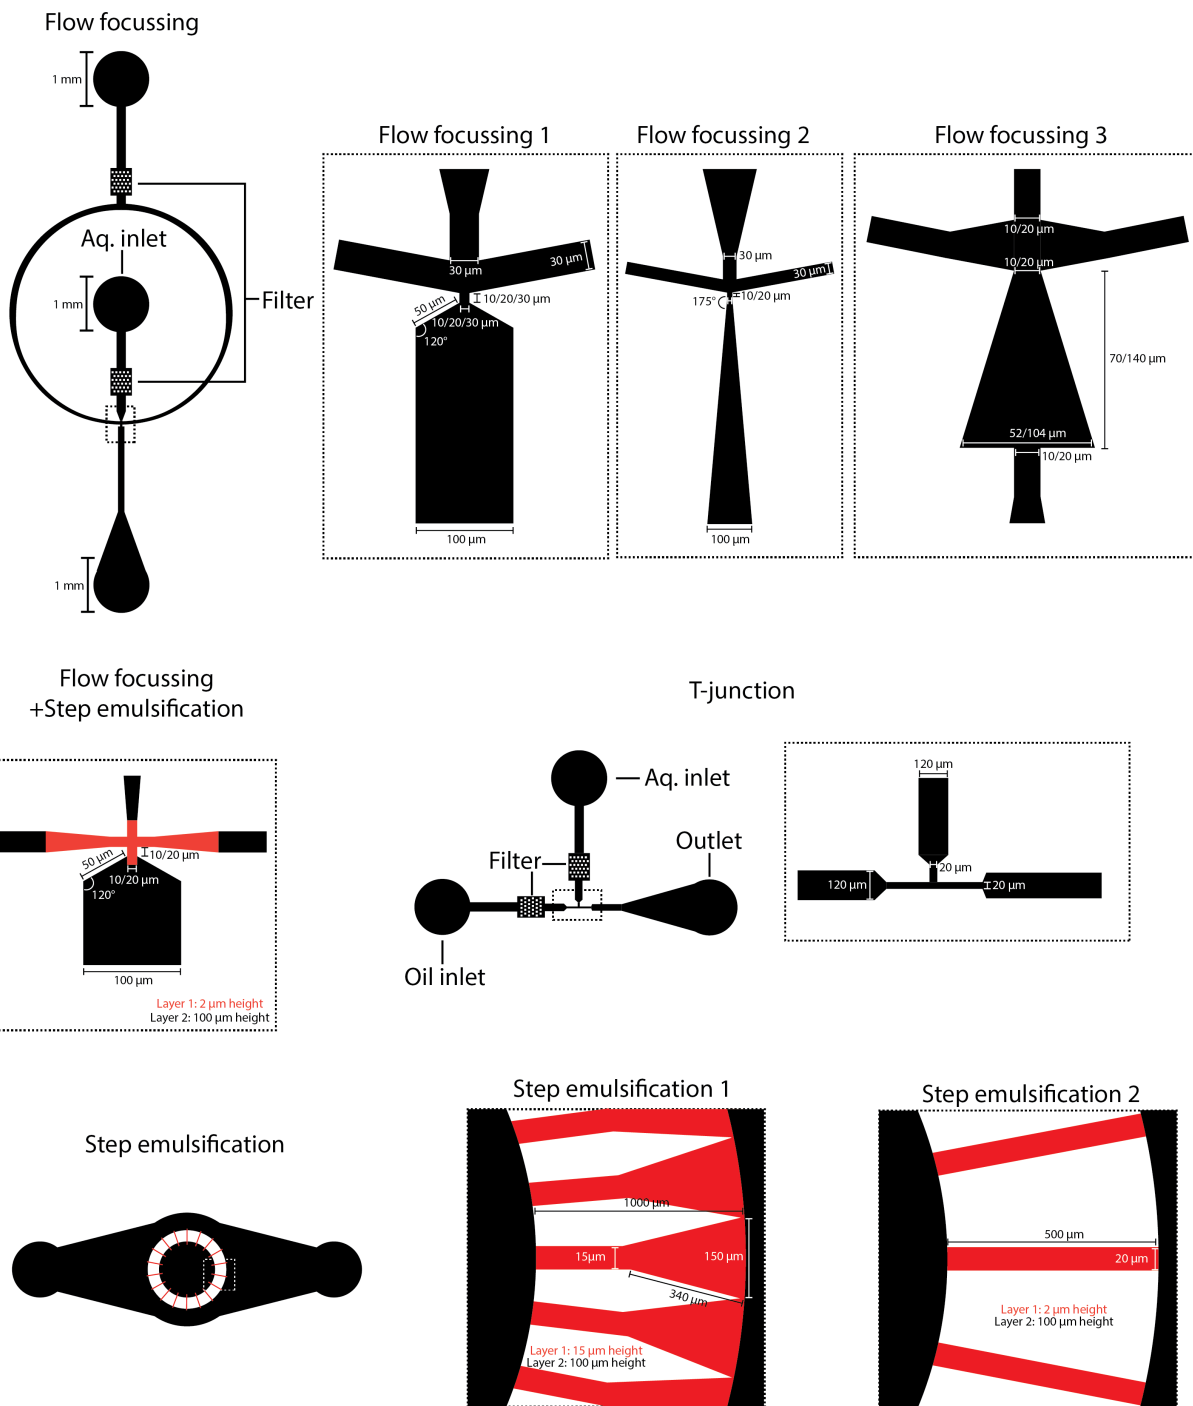 Flow focussing
1 mm
Aq. inlet
1 mm
Filter
1 mm
Flow focussing 1
30 µm
30 µm
50 µm
10/20/30 µm
10/20/30 µm
120°
100 µm
Flow focussing 2
30 µm
30 µm
175°
10/20 µm
100 µm
Flow focussing 3
10/20 µm
10/20 µm
70/140 µm
52/104 µm
10/20 µm
Flow focussing
+Step emulsification
50 µm
10/20 µm
10/20 µm
120°
100 µm
Layer 1: 2 µm height
Layer 2: 100 µm height
T-junction
Aq. inlet
Outlet
Filter
Oil inlet
120 µm
20 µm
120 µm
20 µm
Step emulsification
Step emulsification 1
1000 µm
15µm
150 µm
340 µm
Layer 1: 15 µm height
Layer 2: 100 µm height
Step emulsification 2
500 µm
20 µm
Layer 1: 2 µm height
Layer 2: 100 µm height